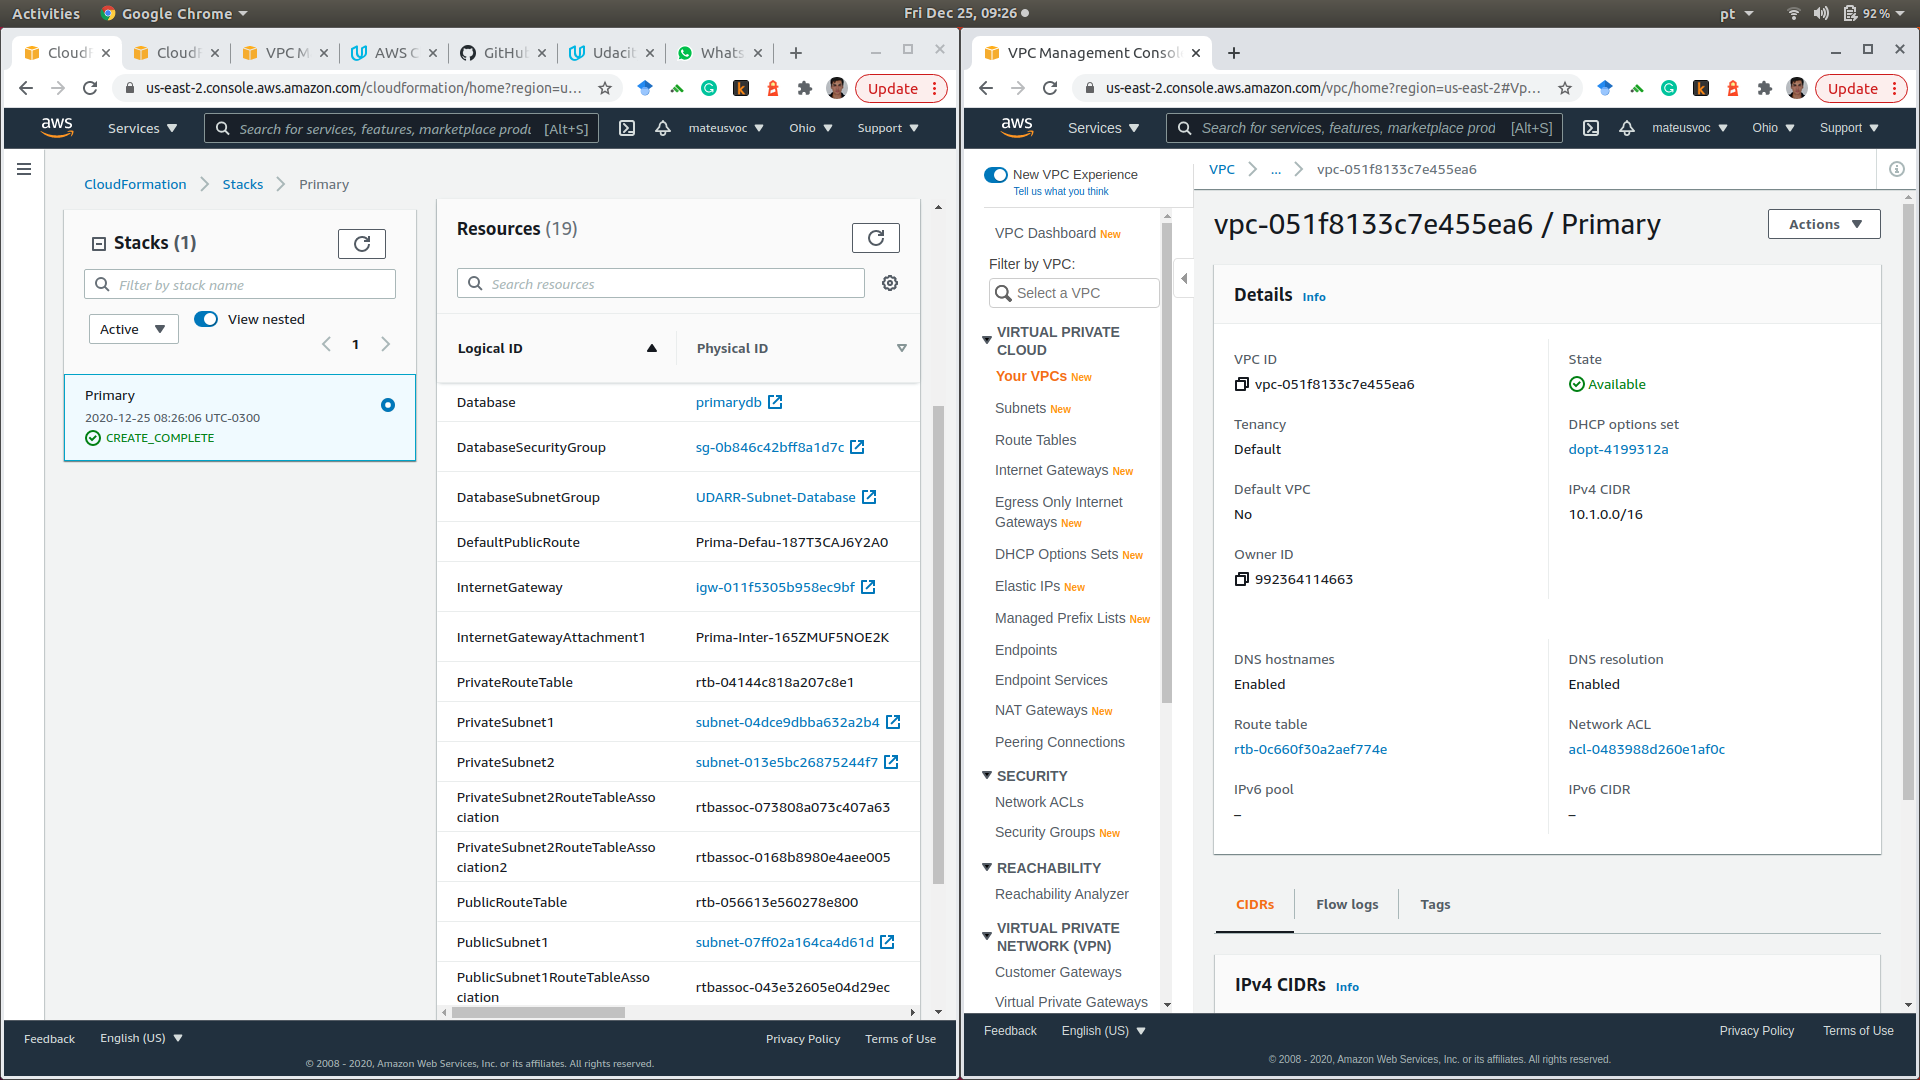 Activities Google Chrome Fri Dec 25, 09:26 pt 92 %
CloudF CloudF VPC M AWS C GitHub Udacit Whats
us-east-2.console.aws.amazon.com/cloudformation/home?region=u... Update
aws Services Search for services, features, marketplace produ [Alt+S] mateusvoc Ohio Support
CloudFormation Stacks Primary
Stacks (1)
Filter by stack name
Active View nested
1
Primary
2020-12-25 08:26:06 UTC-0300
CREATE_COMPLETE
Resources (19)
Search resources
Logical ID Physical ID
Database primarydb
DatabaseSecurityGroup sg-0b846c42bff8a1d7c
DatabaseSubnetGroup UDARR-Subnet-Database
DefaultPublicRoute Prima-Defau-187T3CAJ6Y2A0
InternetGateway igw-011f5305b958ec9bf
InternetGatewayAttachment1 Prima-Inter-165ZMUF5NOE2K
PrivateRouteTable rtb-04144c818a207c8e1
PrivateSubnet1 subnet-04dce9dbba632a2b4
PrivateSubnet2 subnet-013e5bc26875244f7
PrivateSubnet2RouteTableAsso
ciation rtbassoc-073808a073c407a63
PrivateSubnet2RouteTableAsso
ciation2 rtbassoc-0168b8980e4aee005
PublicRouteTable rtb-056613e560278e800
PublicSubnet1 subnet-07ff02a164ca4d61d
PublicSubnet1RouteTableAsso
ciation rtbassoc-043e32605e04d29ec
Feedback English (US) Privacy Policy Terms of Use
© 2008 - 2020, Amazon Web Services, Inc. or its affiliates. All rights reserved.
VPC Management Consol
us-east-2.console.aws.amazon.com/vpc/home?region=us-east-2#Vp... Update
aws Services Search for services, features, marketplace prod [Alt+S] mateusvoc Ohio Support
New VPC Experience
Tell us what you think
VPC Dashboard New
Filter by VPC:
Select a VPC
VIRTUAL PRIVATE
CLOUD
Your VPCs New
Subnets New
Route Tables
Internet Gateways New
Egress Only Internet
Gateways New
DHCP Options Sets New
Elastic IPs New
Managed Prefix Lists New
Endpoints
Endpoint Services
NAT Gateways New
Peering Connections
SECURITY
Network ACLs
Security Groups New
REACHABILITY
Reachability Analyzer
VIRTUAL PRIVATE
NETWORK (VPN)
Customer Gateways
Virtual Private Gateways
VPC ... vpc-051f8133c7e455ea6
vpc-051f8133c7e455ea6 / Primary Actions
Details Info
VPC ID State
vpc-051f8133c7e455ea6 Available
Tenancy DHCP options set
Default dopt-4199312a
Default VPC IPv4 CIDR
No 10.1.0.0/16
Owner ID
992364114663
DNS hostnames DNS resolution
Enabled Enabled
Route table Network ACL
rtb-0c660f30a2aef774e acl-0483988d260e1af0c
IPv6 pool IPv6 CIDR
– –
CIDRs Flow logs Tags
IPv4 CIDRs Info
Feedback English (US) Privacy Policy Terms of Use
© 2008 - 2020, Amazon Web Services, Inc. or its affiliates. All rights reserved.